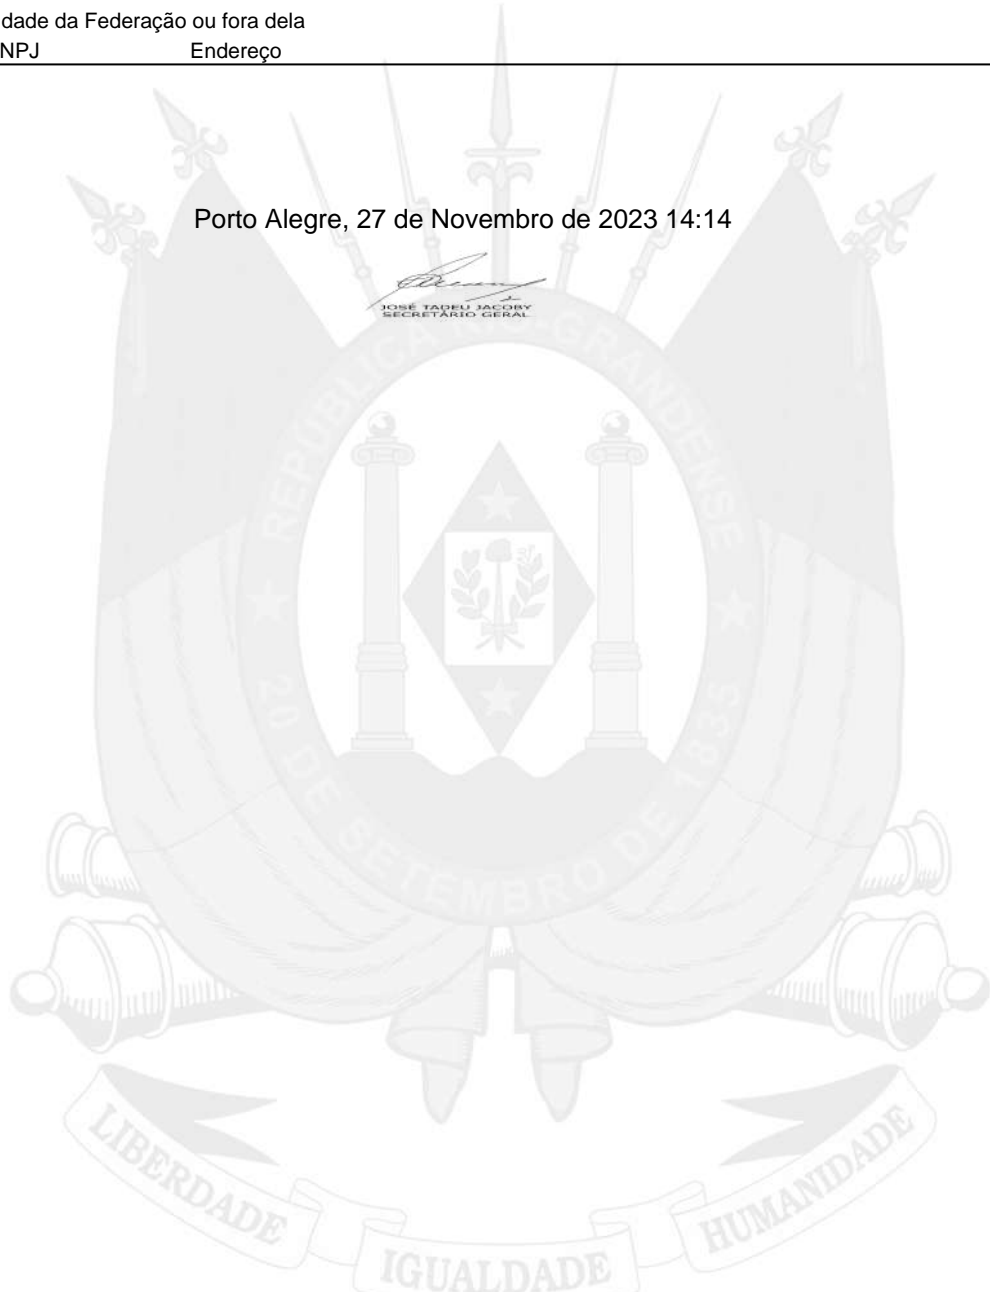 dade da Federação ou fora dela
NPJ Endereço
Porto Alegre, 27 de Novembro de 2023 14:14
JOSÉ TADEU JACOBY
SECRETÁRIO GERAL
REPÚBLICA RIO-GRANDENSE
20 DE SETEMBRO DE 1835
LIBERDADE IGUALDADE HUMANIDADE